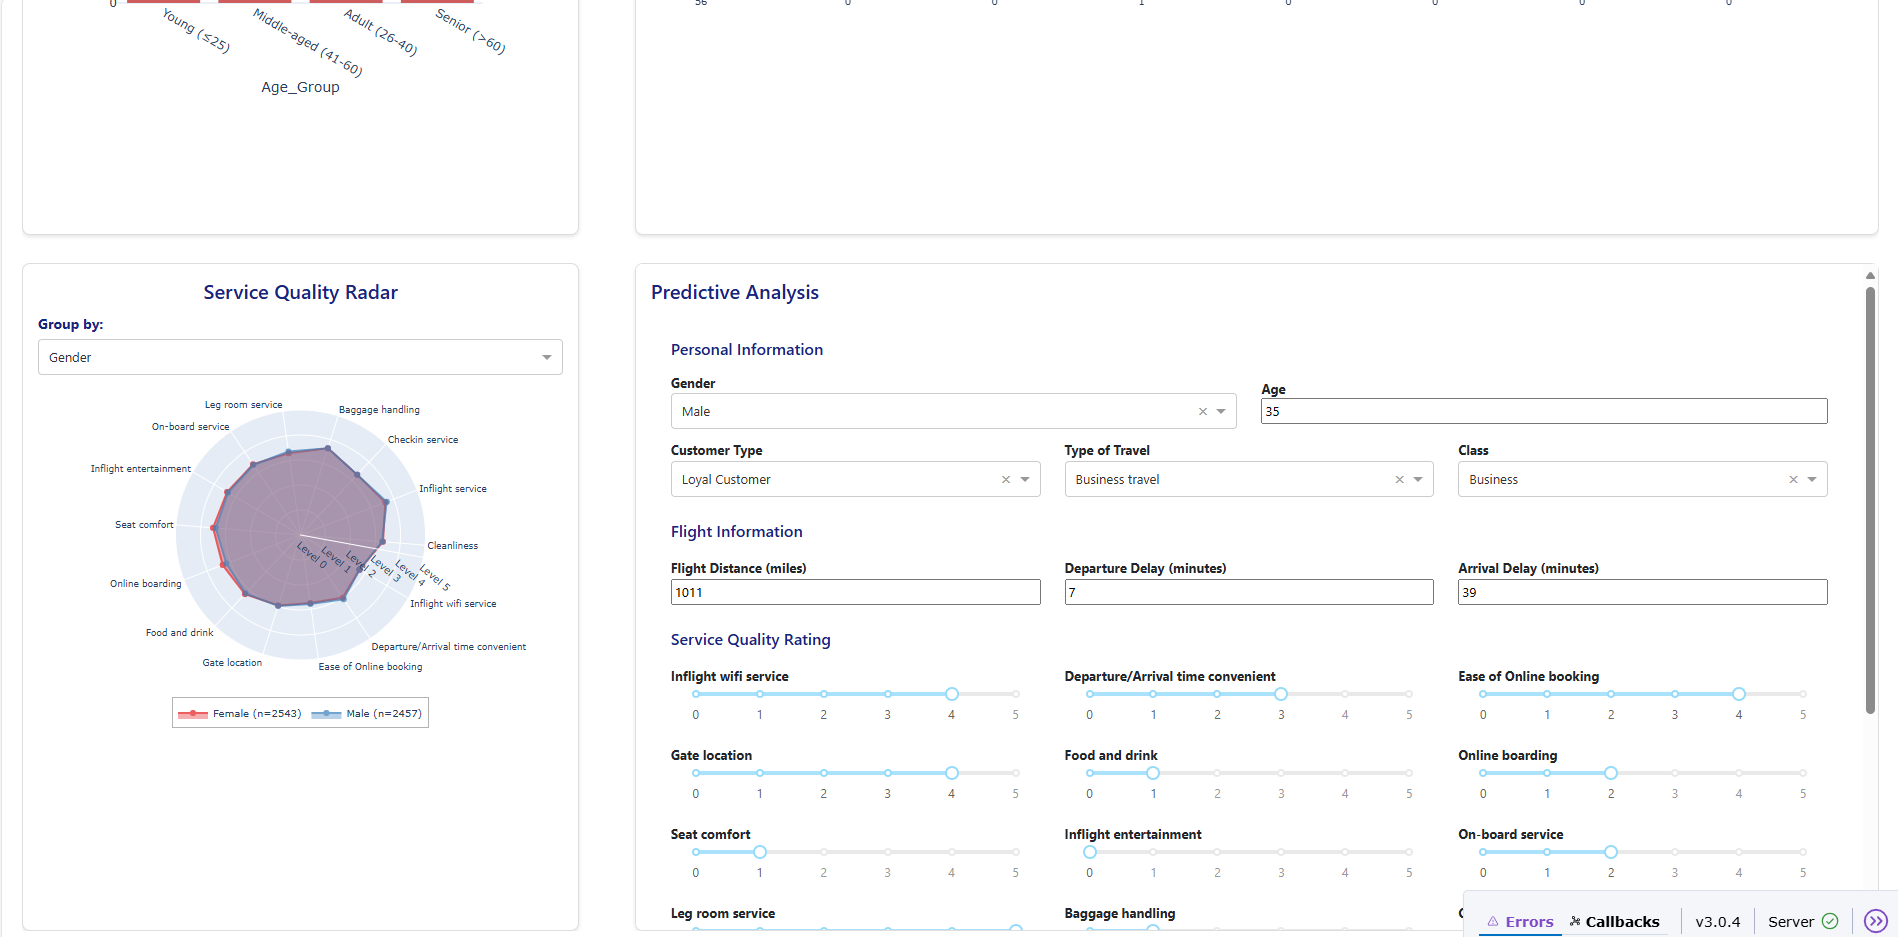 0
Young (≤25)
Middle-aged (41-60)
Adult (26-40)
Senior (>60)
Age_Group
56 0 0 1 0 0 0 0
Service Quality Radar
Group by:
Gender
Leg room service
Baggage handling
On-board service
Checkin service
Inflight entertainment
Inflight service
Seat comfort
Cleanliness
Level 0
Level 1
Level 2
Level 3
Level 4
Level 5
Online boarding
Inflight wifi service
Food and drink
Departure/Arrival time convenient
Gate location
Ease of Online booking
Female (n=2543) Male (n=2457)
Predictive Analysis
Personal Information
Gender
Male
Age
35
Customer Type
Loyal Customer
Type of Travel
Business travel
Class
Business
Flight Information
Flight Distance (miles)
1011
Departure Delay (minutes)
7
Arrival Delay (minutes)
39
Service Quality Rating
Inflight wifi service
0 1 2 3 4 5
Departure/Arrival time convenient
0 1 2 3 4 5
Ease of Online booking
0 1 2 3 4 5
Gate location
0 1 2 3 4 5
Food and drink
0 1 2 3 4 5
Online boarding
0 1 2 3 4 5
Seat comfort
0 1 2 3 4 5
Inflight entertainment
0 1 2 3 4 5
On-board service
0 1 2 3 4 5
Leg room service
Baggage handling
Errors Callbacks v3.0.4 Server